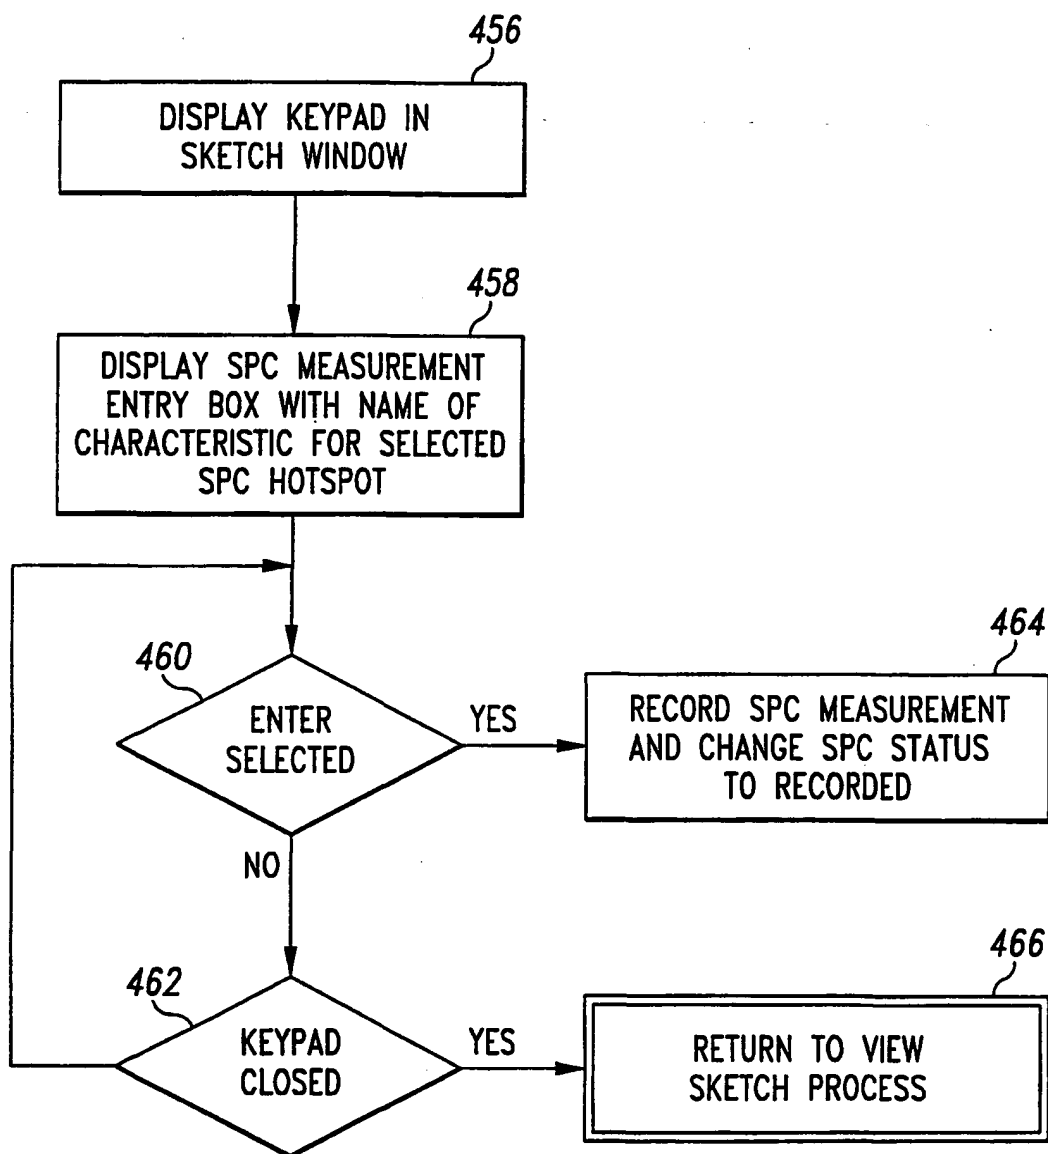 456
DISPLAY KEYPAD IN
SKETCH WINDOW
458
DISPLAY SPC MEASUREMENT
ENTRY BOX WITH NAME OF
CHARACTERISTIC FOR SELECTED
SPC HOTSPOT
460
ENTER
SELECTED
YES
464
RECORD SPC MEASUREMENT
AND CHANGE SPC STATUS
TO RECORDED
NO
462
KEYPAD
CLOSED
YES
466
RETURN TO VIEW
SKETCH PROCESS